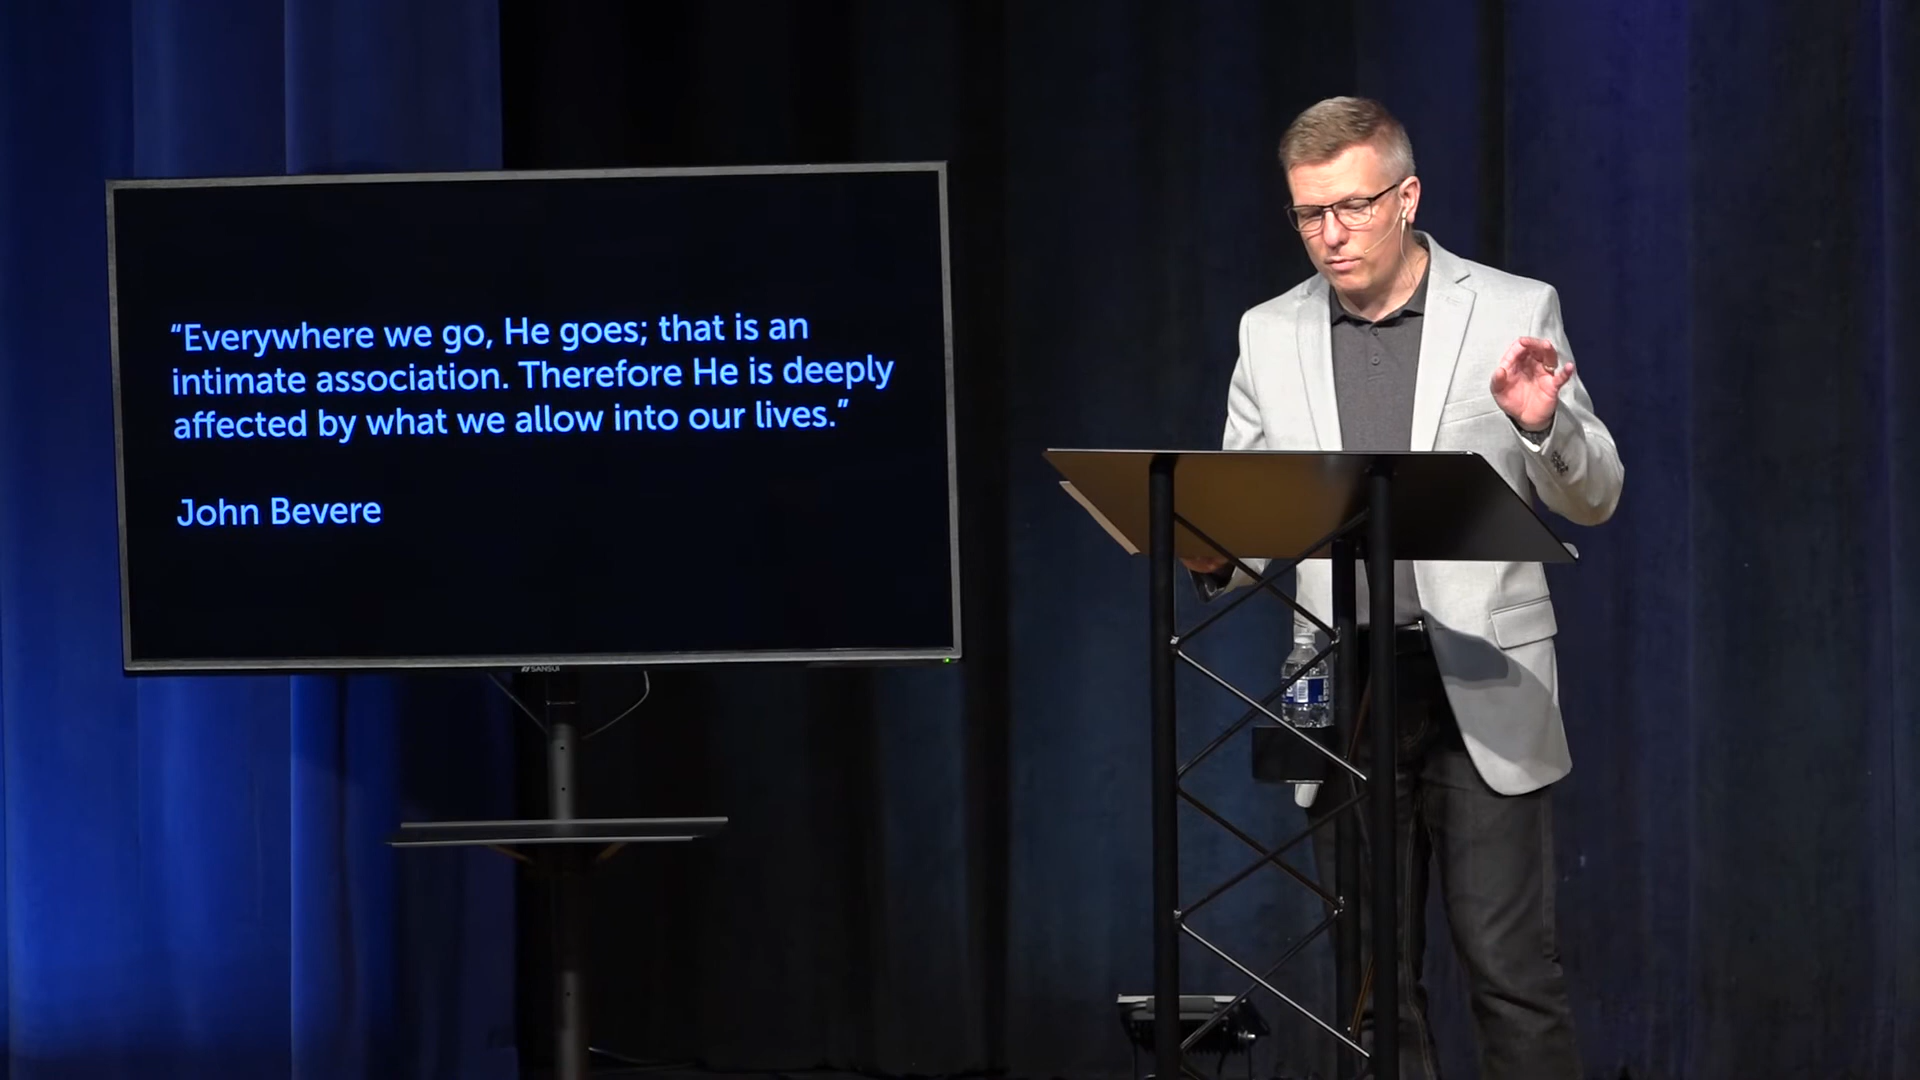 “Everywhere we go, He goes; that is an
intimate association. Therefore He is deeply
affected by what we allow into our lives.”
John Bevere
SANSUI